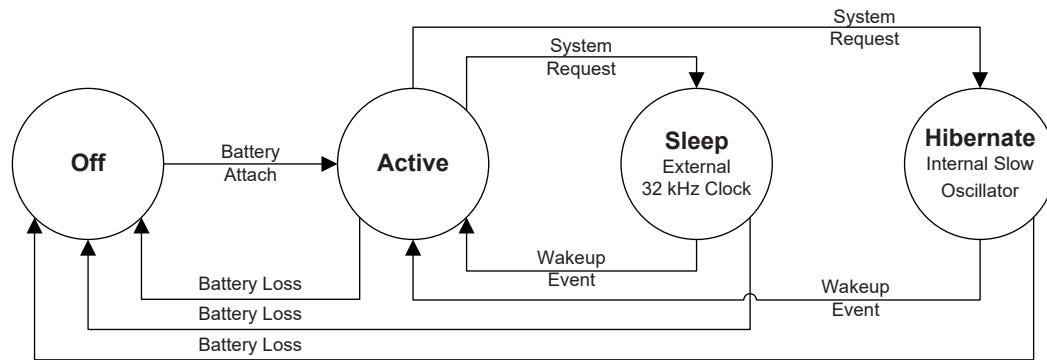 System
Request
System
Request
Off
Battery
Attach
Active
Sleep
External
32 kHz Clock
Hibernate
Internal Slow
Oscillator
Wakeup
Event
Wakeup
Event
Battery Loss
Battery Loss
Battery Loss